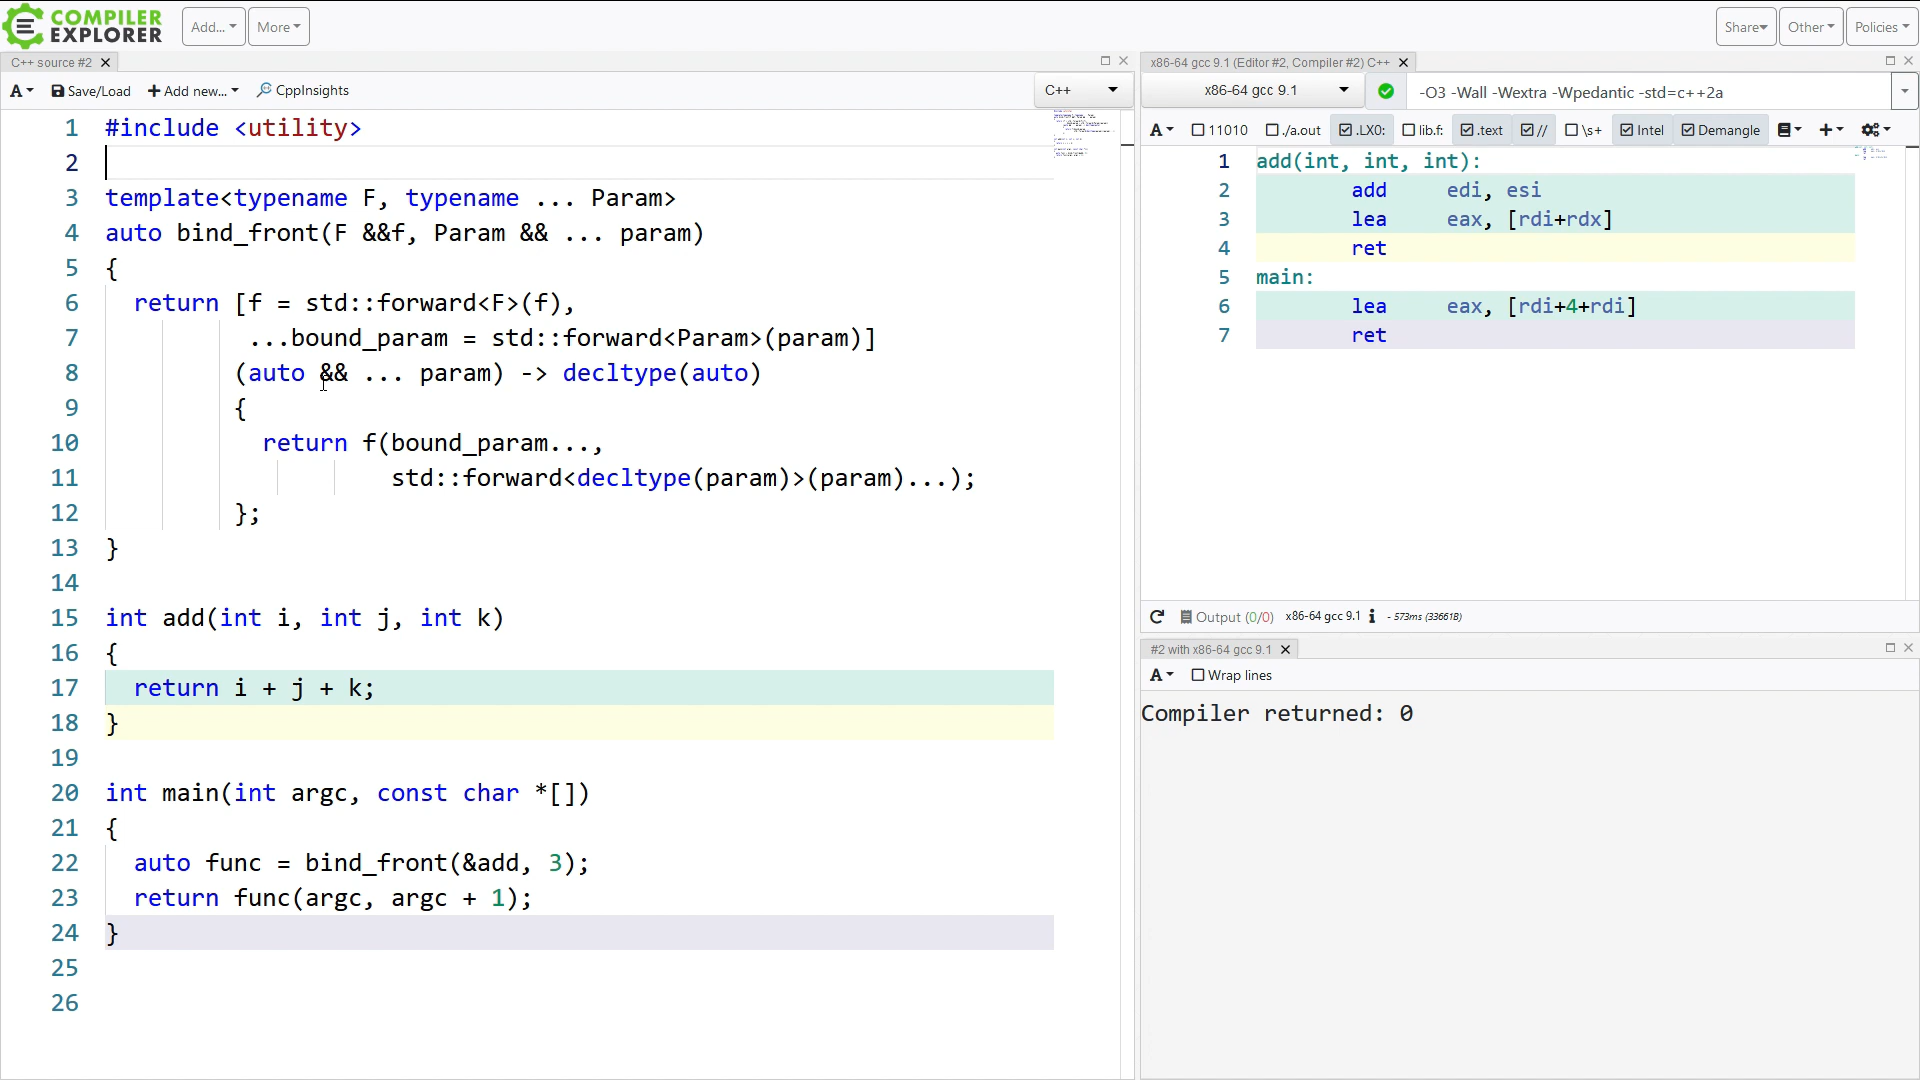 COMPILER
EXPLORER
Add...
More
Share
Other
Policies
C++ source #2
A
Save/Load
Add new...
CppInsights
C++
1 #include <utility>
2
3 template<typename F, typename ... Param>
4 auto bind_front(F &&f, Param && ... param)
5 {
6 return [f = std::forward<F>(f),
7 ...bound_param = std::forward<Param>(param)]
8 (auto && ... param) -> decltype(auto)
9 {
10 return f(bound_param...,
11 std::forward<decltype(param)>(param)...);
12 };
13 }
14
15 int add(int i, int j, int k)
16 {
17 return i + j + k;
18 }
19
20 int main(int argc, const char *[])
21 {
22 auto func = bind_front(&add, 3);
23 return func(argc, argc + 1);
24 }
25
26
x86-64 gcc 9.1 (Editor #2, Compiler #2) C++
x86-64 gcc 9.1
-O3 -Wall -Wextra -Wpedantic -std=c++2a
A
11010
./a.out
.LX0:
lib.f:
.text
//
\s+
Intel
Demangle
1 add(int, int, int):
2 add edi, esi
3 lea eax, [rdi+rdx]
4 ret
5 main:
6 lea eax, [rdi+4+rdi]
7 ret
Output (0/0) x86-64 gcc 9.1 i - 573ms (33661B)
#2 with x86-64 gcc 9.1
A
Wrap lines
Compiler returned: 0